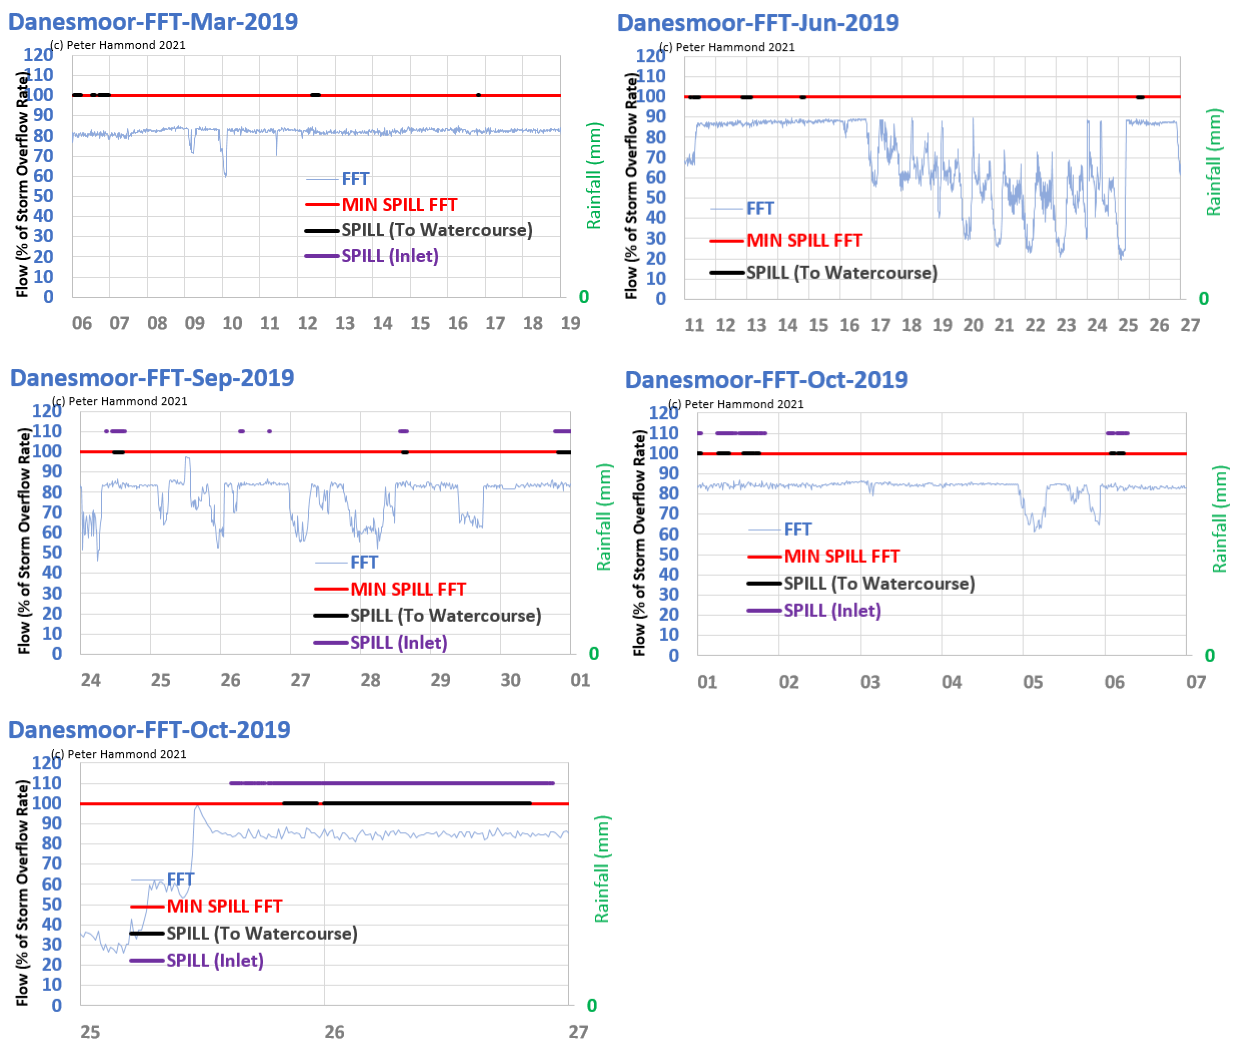 Danesmoor-FFT-Mar-2019
(c) Peter Hammond 2021
Flow (% of Storm Overflow Rate)
120
110
100
90
80
70
60
50
40
30
20
10
0
FFT
MIN SPILL FFT
SPILL (To Watercourse)
SPILL (Inlet)
Rainfall (mm)
0
06 07 08 09 10 11 12 13 14 15 16 17 18 19
Danesmoor-FFT-Jun-2019
(c) Peter Hammond 2021
Flow (% of Storm Overflow Rate)
120
110
100
90
80
70
60
50
40
30
20
10
0
FFT
MIN SPILL FFT
SPILL (To Watercourse)
Rainfall (mm)
0
11 12 13 14 15 16 17 18 19 20 21 22 23 24 25 26 27
Danesmoor-FFT-Sep-2019
(c) Peter Hammond 2021
Flow (% of Storm Overflow Rate)
120
110
100
90
80
70
60
50
40
30
20
10
0
FFT
MIN SPILL FFT
SPILL (To Watercourse)
SPILL (Inlet)
Rainfall (mm)
0
24 25 26 27 28 29 30 01
Danesmoor-FFT-Oct-2019
(c) Peter Hammond 2021
Flow (% of Storm Overflow Rate)
120
110
100
90
80
70
60
50
40
30
20
10
0
FFT
MIN SPILL FFT
SPILL (To Watercourse)
SPILL (Inlet)
Rainfall (mm)
0
01 02 03 04 05 06 07
Danesmoor-FFT-Oct-2019
(c) Peter Hammond 2021
Flow (% of Storm Overflow Rate)
120
110
100
90
80
70
60
50
40
30
20
10
0
FFT
MIN SPILL FFT
SPILL (To Watercourse)
SPILL (Inlet)
Rainfall (mm)
0
25 26 27